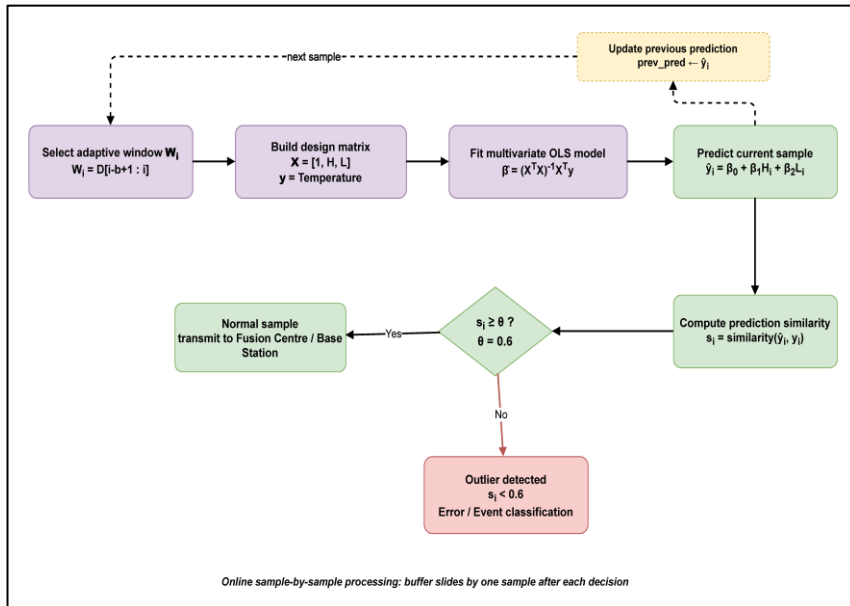 Update previous prediction
prev_pred ← ŷᵢ
next sample
Select adaptive window Wᵢ
Wᵢ = D[i-b+1 : i]
Build design matrix
X = [1, H, L]
y = Temperature
Fit multivariate OLS model
β̂ = (XᵀX)⁻¹Xᵀy
Predict current sample
ŷᵢ = β₀ + β₁Hᵢ + β₂Lᵢ
Normal sample
transmit to Fusion Centre / Base
Station
Yes
sᵢ ≥ θ ?
θ = 0.6
Compute prediction similarity
sᵢ = similarity(ŷᵢ, yᵢ)
No
Outlier detected
sᵢ < 0.6
Error / Event classification
Online sample-by-sample processing: buffer slides by one sample after each decision